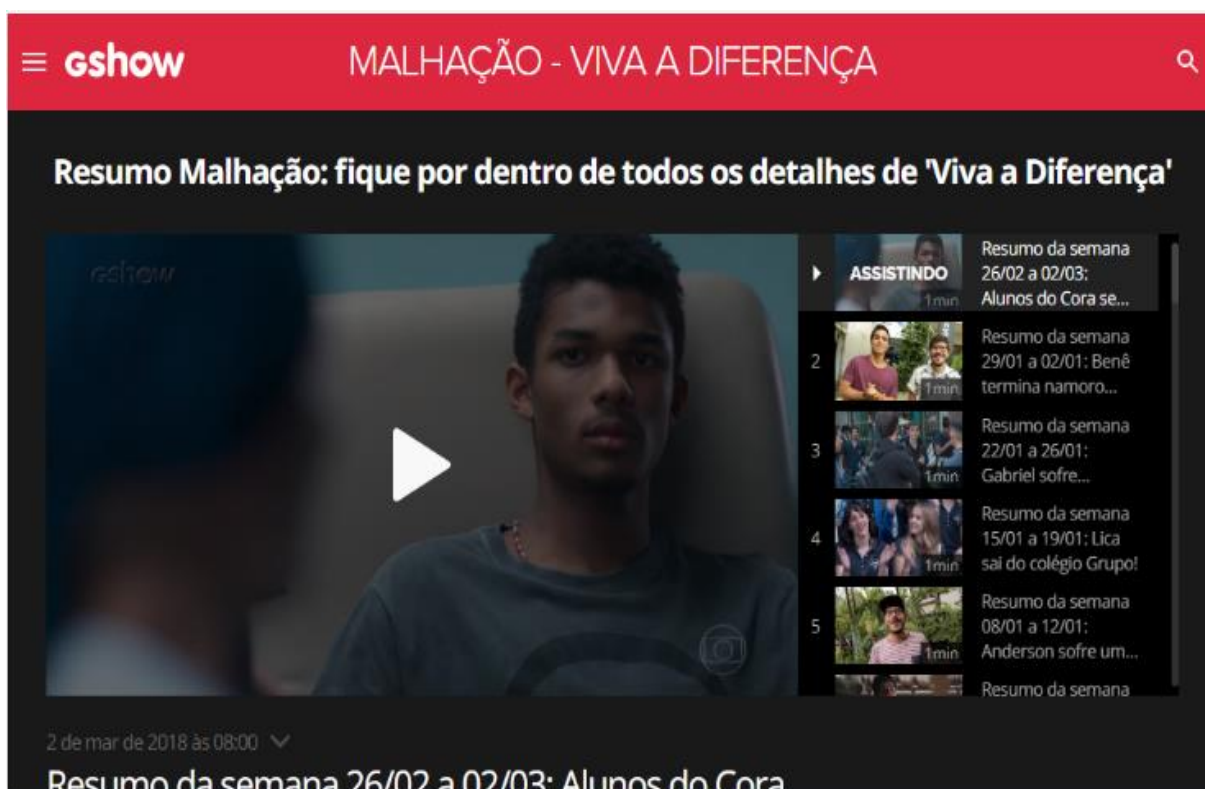 gshow
MALHAÇÃO - VIVA A DIFERENÇA
Resumo Malhação: fique por dentro de todos os detalhes de 'Viva a Diferença'
gshow
ASSISTINDO
1min
Resumo da semana
26/02 a 02/03:
Alunos do Cora se...
2
1min
Resumo da semana
29/01 a 02/01: Benê
termina namoro...
3
1min
Resumo da semana
22/01 a 26/01:
Gabriel sofre...
4
1min
Resumo da semana
15/01 a 19/01: Lica
sai do colégio Grupo!
5
1min
Resumo da semana
08/01 a 12/01:
Anderson sofre um...
Resumo da semana
2 de mar de 2018 às 08:00
Resumo da semana 26/02 a 02/03: Alunos do Cora